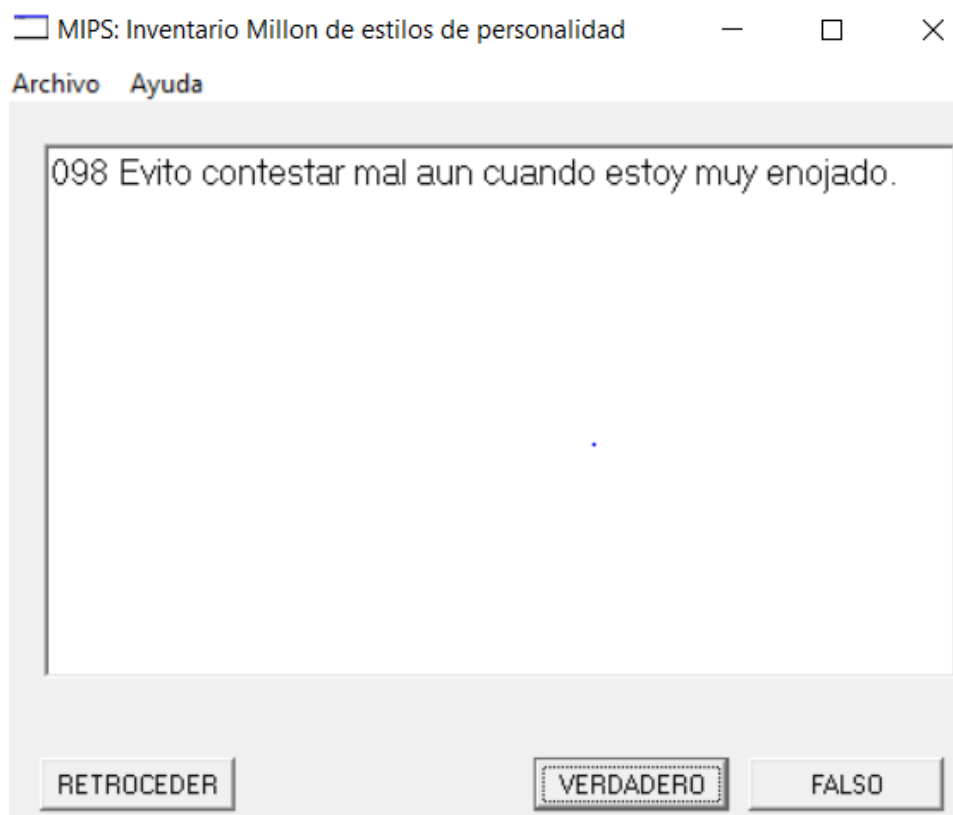 MIPS: Inventario Millon de estilos de personalidad
Archivo Ayuda
098 Evito contestar mal aun cuando estoy muy enojado.
RETROCEDER VERDADERO FALSO